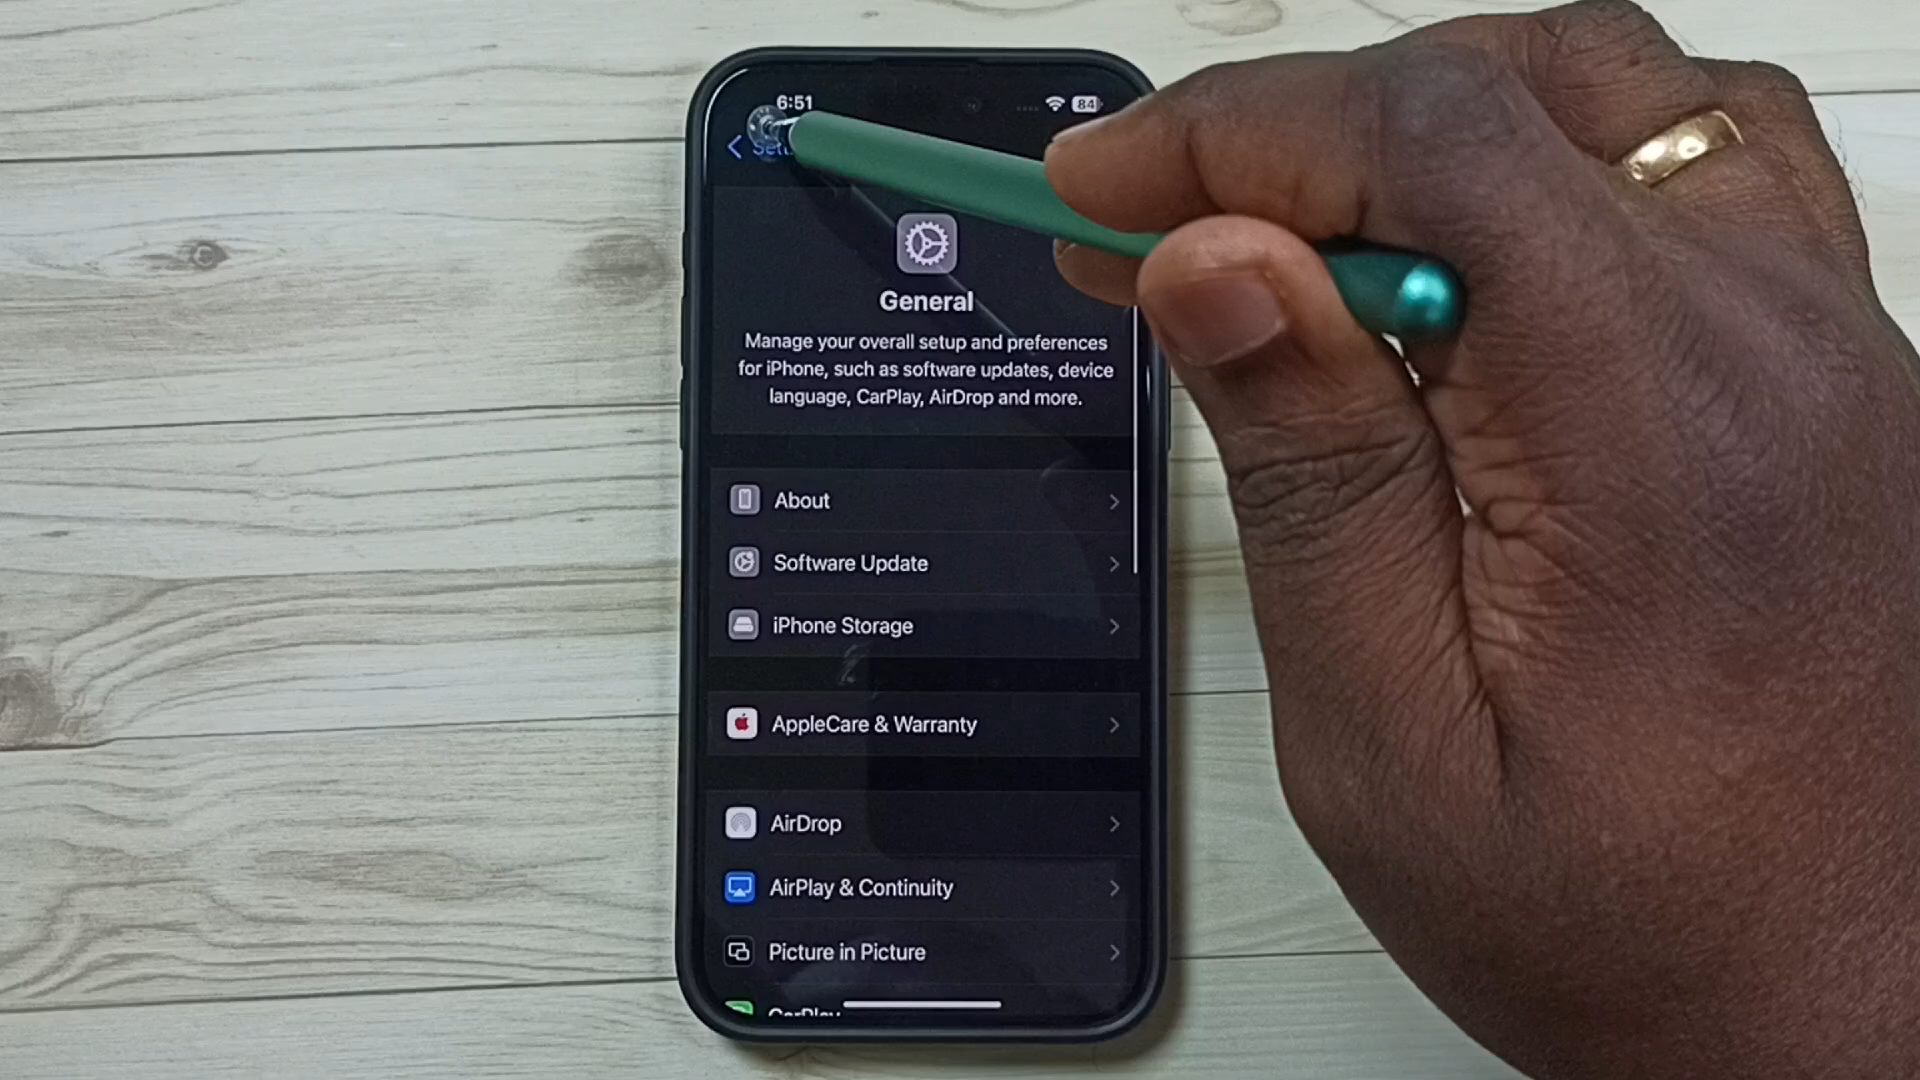 6:51
84
General
Manage your overall setup and preferences
for iPhone, such as software updates, device
language, CarPlay, AirDrop and more.
About
Software Update
iPhone Storage
AppleCare & Warranty
AirDrop
AirPlay & Continuity
Picture in Picture
CarPlay